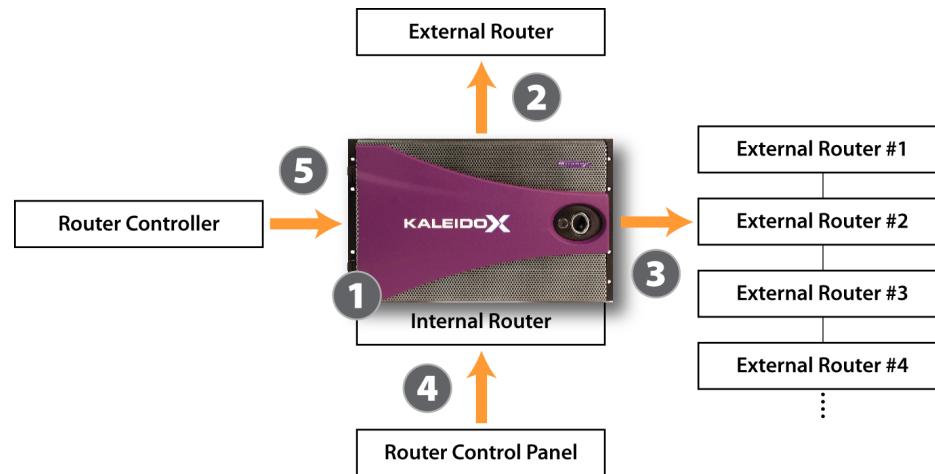 External Router
2
External Router #1
5
Router Controller
KALEIDOX
External Router #2
3
1
External Router #3
Internal Router
4
External Router #4
Router Control Panel